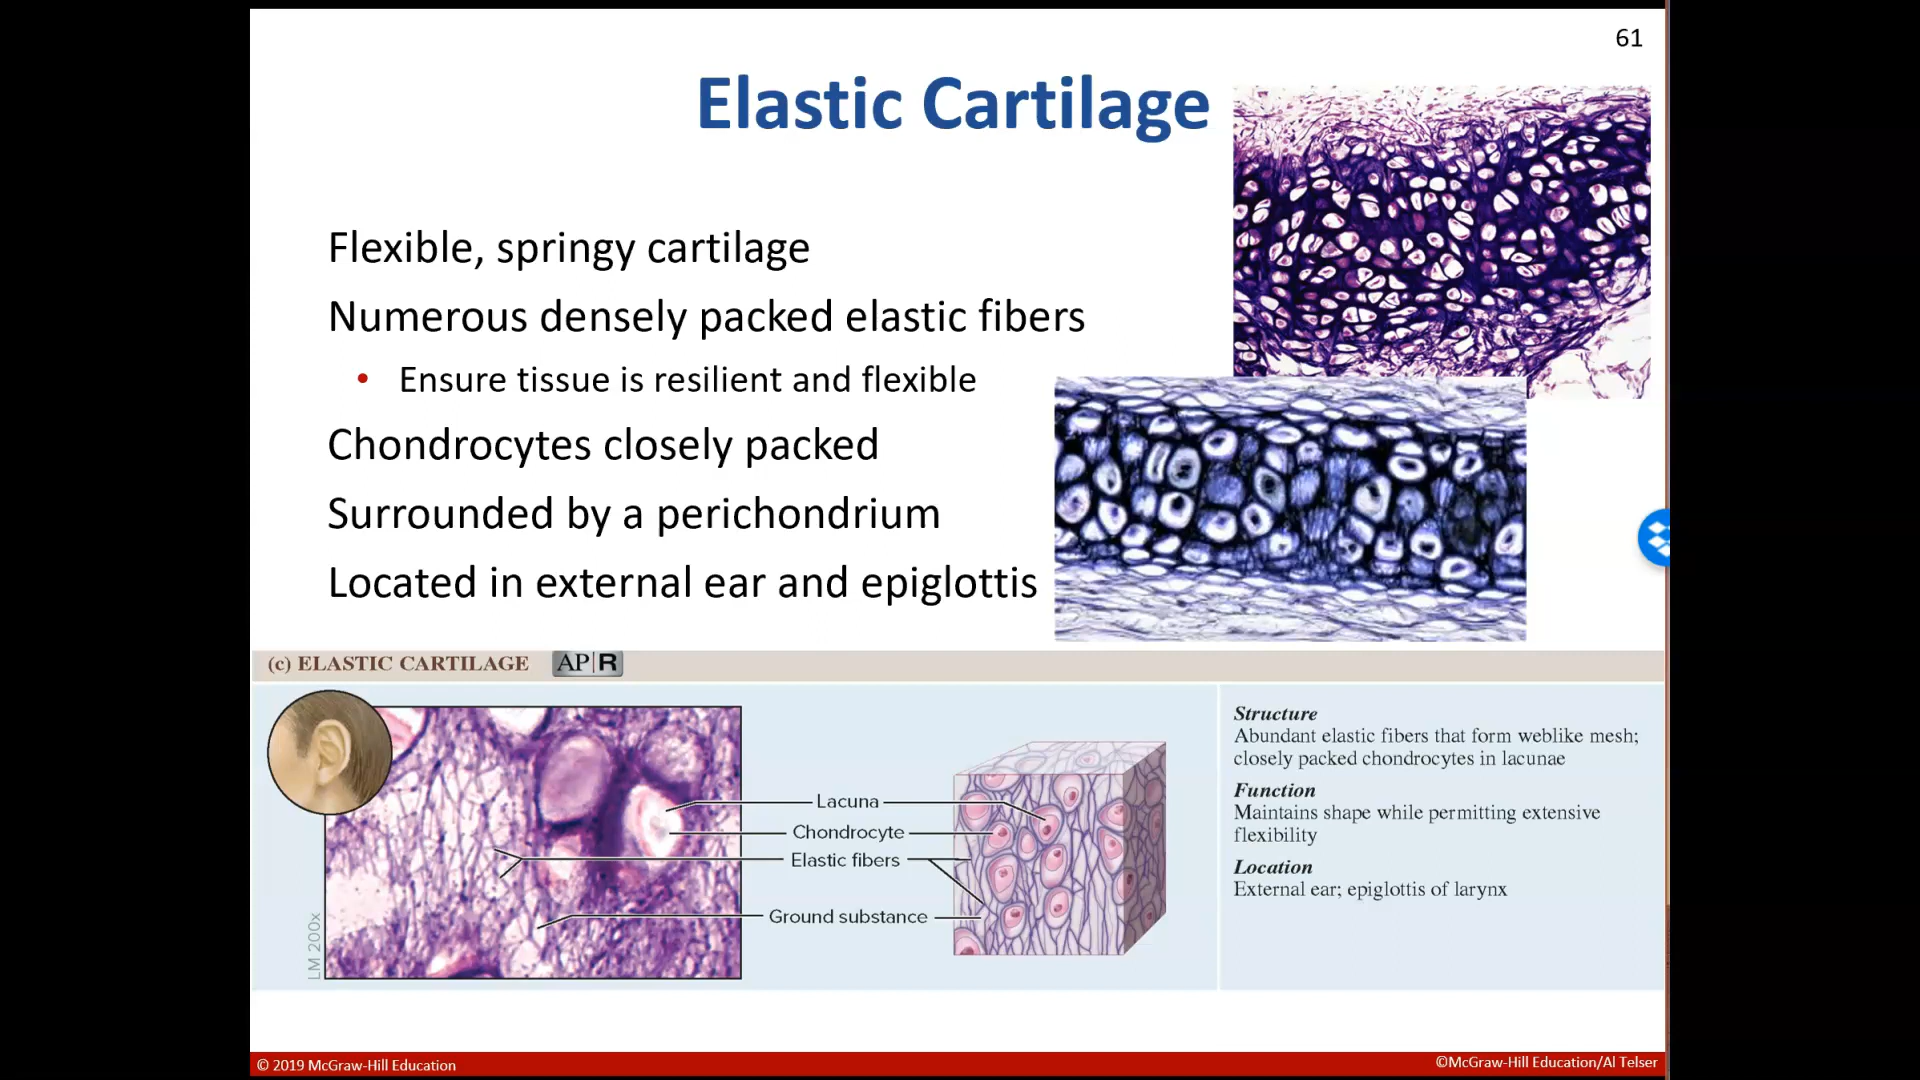 61
Elastic Cartilage
Flexible, springy cartilage
Numerous densely packed elastic fibers
• Ensure tissue is resilient and flexible
Chondrocytes closely packed
Surrounded by a perichondrium
Located in external ear and epiglottis
(c) ELASTIC CARTILAGE AP|R
LM 200x
Lacuna
Chondrocyte
Elastic fibers
Ground substance
Structure
Abundant elastic fibers that form weblike mesh;
closely packed chondrocytes in lacunae
Function
Maintains shape while permitting extensive
flexibility
Location
External ear; epiglottis of larynx
© 2019 McGraw-Hill Education
©McGraw-Hill Education/Al Telser